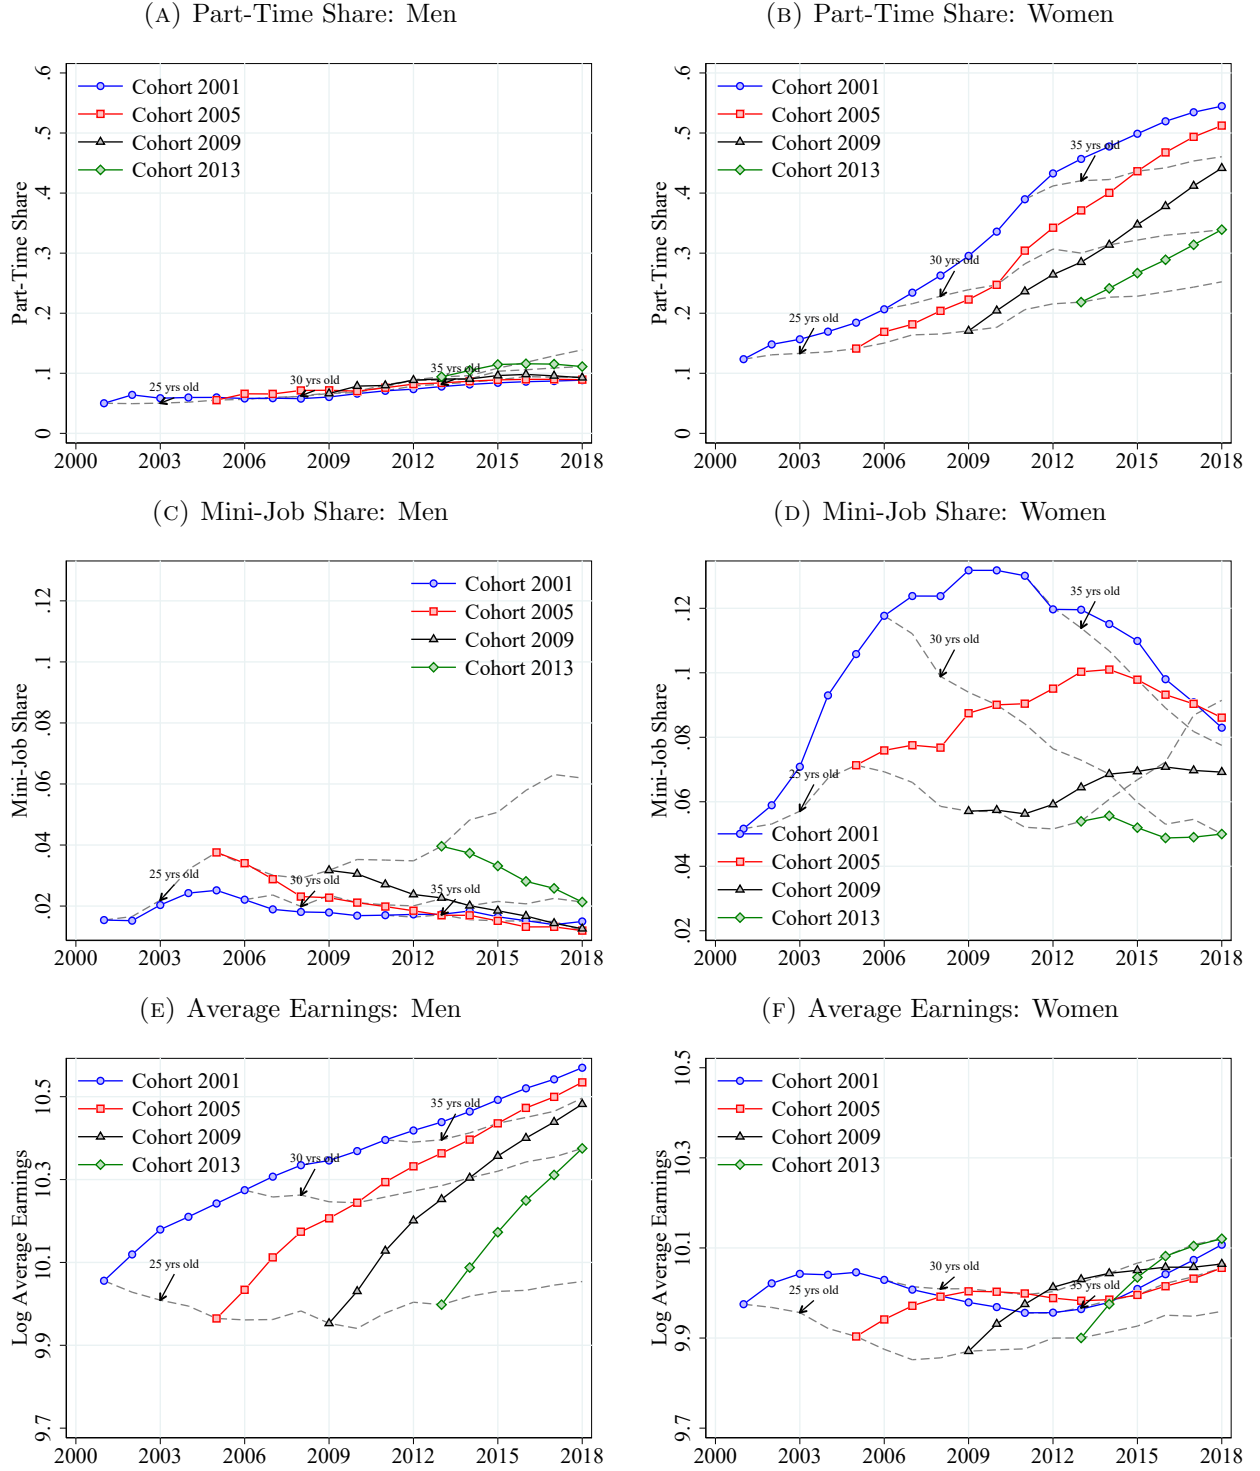 (A) Part-Time Share: Men
Part-Time Share
.6
.5
.4
.3
.2
.1
0
Cohort 2001
Cohort 2005
Cohort 2009
Cohort 2013
25 yrs old
30 yrs old
35 yrs old
2000 2003 2006 2009 2012 2015 2018
(B) Part-Time Share: Women
Part-Time Share
.6
.5
.4
.3
.2
.1
0
Cohort 2001
Cohort 2005
Cohort 2009
Cohort 2013
35 yrs old
30 yrs old
25 yrs old
2000 2003 2006 2009 2012 2015 2018
(C) Mini-Job Share: Men
Mini-Job Share
.12
.1
.08
.06
.04
.02
Cohort 2001
Cohort 2005
Cohort 2009
Cohort 2013
25 yrs old
30 yrs old
35 yrs old
2000 2003 2006 2009 2012 2015 2018
(D) Mini-Job Share: Women
Mini-Job Share
.12
.1
.08
.06
.04
.02
35 yrs old
30 yrs old
25 yrs old
Cohort 2001
Cohort 2005
Cohort 2009
Cohort 2013
2000 2003 2006 2009 2012 2015 2018
(E) Average Earnings: Men
Log Average Earnings
10.5
10.3
10.1
9.9
9.7
Cohort 2001
Cohort 2005
Cohort 2009
Cohort 2013
35 yrs old
30 yrs old
25 yrs old
2000 2003 2006 2009 2012 2015 2018
(F) Average Earnings: Women
Log Average Earnings
10.5
10.3
10.1
9.9
9.7
Cohort 2001
Cohort 2005
Cohort 2009
Cohort 2013
30 yrs old
25 yrs old
35 yrs old
2000 2003 2006 2009 2012 2015 2018